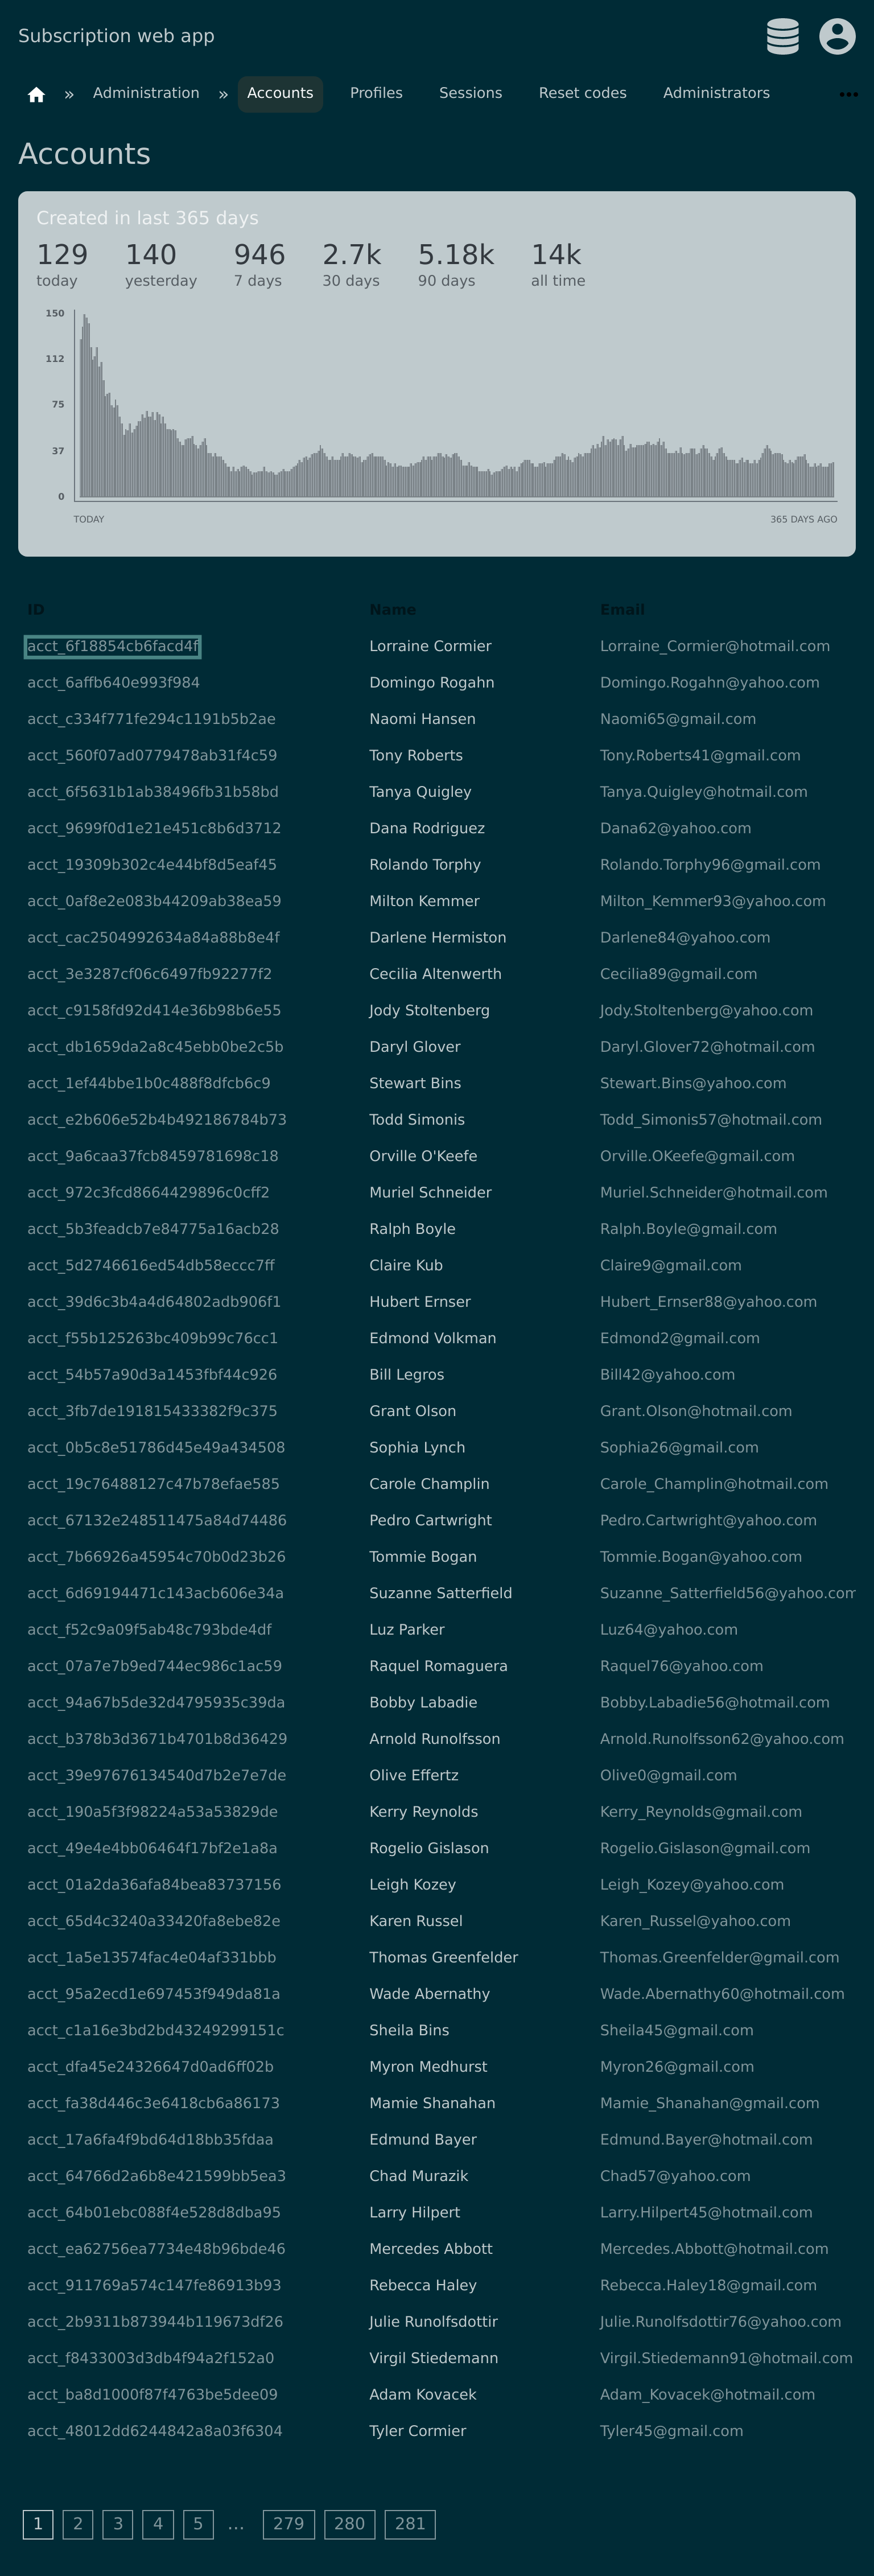 Subscription web app
» Administration » Accounts Profiles Sessions Reset codes Administrators •••
Accounts
Created in last 365 days
129 140 946 2.7k 5.18k 14k
today yesterday 7 days 30 days 90 days all time
150
112
75
37
0
TODAY 365 DAYS AGO
ID Name Email
acct_6f18854cb6facd4f Lorraine Cormier Lorraine_Cormier@hotmail.com
acct_6affb640e993f984 Domingo Rogahn Domingo.Rogahn@yahoo.com
acct_c334f771fe294c1191b5b2ae Naomi Hansen Naomi65@gmail.com
acct_560f07ad0779478ab31f4c59 Tony Roberts Tony.Roberts41@gmail.com
acct_6f5631b1ab38496fb31b58bd Tanya Quigley Tanya.Quigley@hotmail.com
acct_9699f0d1e21e451c8b6d3712 Dana Rodriguez Dana62@yahoo.com
acct_19309b302c4e44bf8d5eaf45 Rolando Torphy Rolando.Torphy96@gmail.com
acct_0af8e2e083b44209ab38ea59 Milton Kemmer Milton_Kemmer93@yahoo.com
acct_cac2504992634a84a88b8e4f Darlene Hermiston Darlene84@yahoo.com
acct_3e3287cf06c6497fb92277f2 Cecilia Altenwerth Cecilia89@gmail.com
acct_c9158fd92d414e36b98b6e55 Jody Stoltenberg Jody.Stoltenberg@yahoo.com
acct_db1659da2a8c45ebb0be2c5b Daryl Glover Daryl.Glover72@hotmail.com
acct_1ef44bbe1b0c488f8dfcb6c9 Stewart Bins Stewart.Bins@yahoo.com
acct_e2b606e52b4b492186784b73 Todd Simonis Todd_Simonis57@hotmail.com
acct_9a6caa37fcb8459781698c18 Orville O'Keefe Orville.OKeefe@gmail.com
acct_972c3fcd8664429896c0cff2 Muriel Schneider Muriel.Schneider@hotmail.com
acct_5b3feadcb7e84775a16acb28 Ralph Boyle Ralph.Boyle@gmail.com
acct_5d2746616ed54db58eccc7ff Claire Kub Claire9@gmail.com
acct_39d6c3b4a4d64802adb906f1 Hubert Ernser Hubert_Ernser88@yahoo.com
acct_f55b125263bc409b99c76cc1 Edmond Volkman Edmond2@gmail.com
acct_54b57a90d3a1453fbf44c926 Bill Legros Bill42@yahoo.com
acct_3fb7de191815433382f9c375 Grant Olson Grant.Olson@hotmail.com
acct_0b5c8e51786d45e49a434508 Sophia Lynch Sophia26@gmail.com
acct_19c76488127c47b78efae585 Carole Champlin Carole_Champlin@hotmail.com
acct_67132e248511475a84d74486 Pedro Cartwright Pedro.Cartwright@yahoo.com
acct_7b66926a45954c70b0d23b26 Tommie Bogan Tommie.Bogan@yahoo.com
acct_6d69194471c143acb606e34a Suzanne Satterfield Suzanne_Satterfield56@yahoo.com
acct_f52c9a09f5ab48c793bde4df Luz Parker Luz64@yahoo.com
acct_07a7e7b9ed744ec986c1ac59 Raquel Romaguera Raquel76@yahoo.com
acct_94a67b5de32d4795935c39da Bobby Labadie Bobby.Labadie56@hotmail.com
acct_b378b3d3671b4701b8d36429 Arnold Runolfsson Arnold.Runolfsson62@yahoo.com
acct_39e97676134540d7b2e7e7de Olive Effertz Olive0@gmail.com
acct_190a5f3f98224a53a53829de Kerry Reynolds Kerry_Reynolds@gmail.com
acct_49e4e4bb06464f17bf2e1a8a Rogelio Gislason Rogelio.Gislason@gmail.com
acct_01a2da36afa84bea83737156 Leigh Kozey Leigh_Kozey@yahoo.com
acct_65d4c3240a33420fa8ebe82e Karen Russel Karen_Russel@yahoo.com
acct_1a5e13574fac4e04af331bbb Thomas Greenfelder Thomas.Greenfelder@gmail.com
acct_95a2ecd1e697453f949da81a Wade Abernathy Wade.Abernathy60@hotmail.com
acct_c1a16e3bd2bd43249299151c Sheila Bins Sheila45@gmail.com
acct_dfa45e24326647d0ad6ff02b Myron Medhurst Myron26@gmail.com
acct_fa38d446c3e6418cb6a86173 Mamie Shanahan Mamie_Shanahan@gmail.com
acct_17a6fa4f9bd64d18bb35fdaa Edmund Bayer Edmund.Bayer@hotmail.com
acct_64766d2a6b8e421599bb5ea3 Chad Murazik Chad57@yahoo.com
acct_64b01ebc088f4e528d8dba95 Larry Hilpert Larry.Hilpert45@hotmail.com
acct_ea62756ea7734e48b96bde46 Mercedes Abbott Mercedes.Abbott@hotmail.com
acct_911769a574c147fe86913b93 Rebecca Haley Rebecca.Haley18@gmail.com
acct_2b9311b873944b119673df26 Julie Runolfsdottir Julie.Runolfsdottir76@yahoo.com
acct_f8433003d3db4f94a2f152a0 Virgil Stiedemann Virgil.Stiedemann91@hotmail.com
acct_ba8d1000f87f4763be5dee09 Adam Kovacek Adam_Kovacek@hotmail.com
acct_48012dd6244842a8a03f6304 Tyler Cormier Tyler45@gmail.com
1 2 3 4 5 … 279 280 281